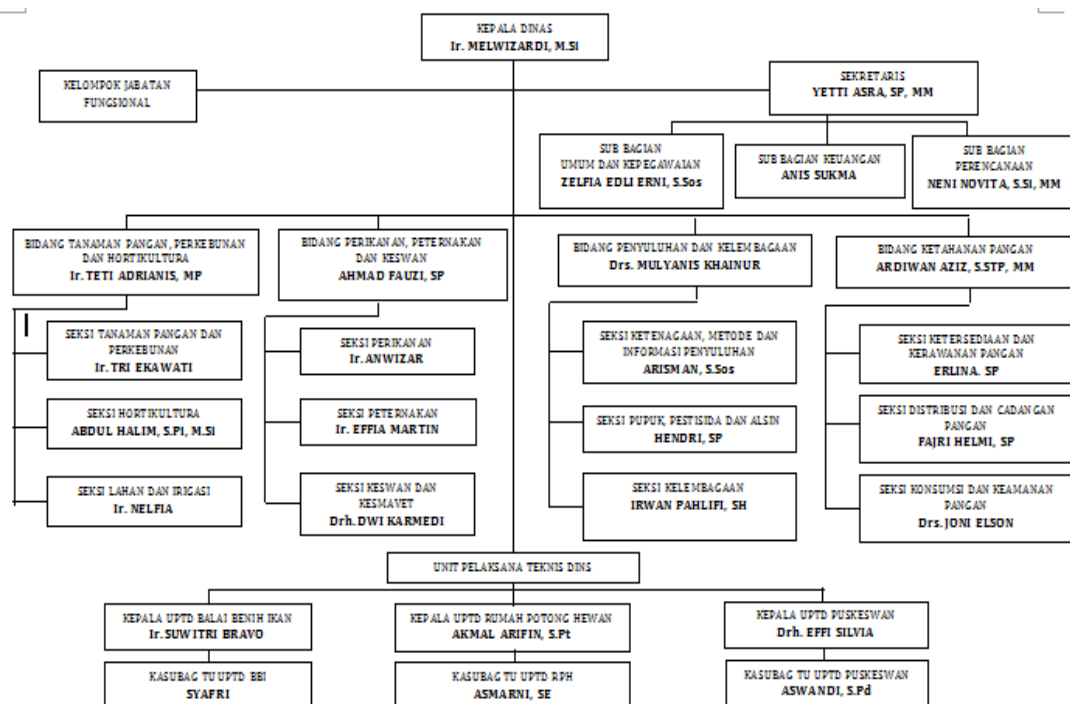 KEPALA DINAS
Ir. MELWIZARDI, M.Si
KELOMPOK JABATAN
FUNGSIONAL
SEKRETARIS
YETTI ASRA, SP, MM
SUB BAGIAN
UMUM DAN KEPEGAWAIAN
ZELFIA EDLI ERNI, S.Sos
SUB BAGIAN KEUANGAN
ANIS SUKMA
SUB BAGIAN
PERENCANAAN
NENI NOVITA, S.Si, MM
BIDANG TANAMAN PANGAN, PERKEBUNAN
DAN HORTIKULTURA
Ir. TETI ADRIANIS, MP
BIDANG PERIKANAN, PETERNAKAN
DAN KESWAN
AHMAD FAUZI, SP
BIDANG PENYULUHAN DAN KELEMBAGAAN
Drs. MULYANIS KHAINUR
BIDANG KETAHANAN PANGAN
ARDIWAN AZIZ, S.STP, MM
SEKSI TANAMAN PANGAN DAN
PERKEBUNAN
Ir. TRI EKAWATI
SEKSI HORTIKULTURA
ABDUL HALIM, S.Pi, M.Si
SEKSI LAHAN DAN IRIGASI
Ir. NELFIA
SEKSI PERIKANAN
Ir. ANWIZAR
SEKSI PETERNAKAN
Ir. EFFIA MARTIN
SEKSI KESWAN DAN
KESMAVET
Drh. DWI KARMEDI
SEKSI KETENAGAAN, METODE DAN
INFORMASI PENYULUHAN
ARISMAN, S.Sos
SEKSI PUPUK, PESTISIDA DAN ALSIN
HENDRI, SP
SEKSI KELEMBAGAAN
IRWAN PAHLIFI, SH
SEKSI KETERSEDIAAN DAN
KERAWANAN PANGAN
ERLINA. SP
SEKSI DISTRIBUSI DAN CADANGAN
PANGAN
FAJRI HELMI, SP
SEKSI KONSUMSI DAN KEAMANAN
PANGAN
Drs. JONI ELSON
UNIT PELAKSANA TEKNIS DINS
KEPALA UPTD BALAI BENIH IKAN
Ir. SUWITRI BRAVO
KEPALA UPTD RUMAH POTONG HEWAN
AKMAL ARIFIN, S.Pt
KEPALA UPTD PUSKESWAN
Drh. EFFI SILVIA
KASUBAG TU UPTD BBI
SYAFRI
KASUBAG TU UPTD RPH
ASMARNI, SE
KASUBAG TU UPTD PUSKESWAN
ASWANDI, S.Pd